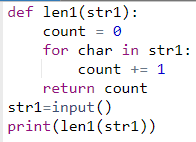 def len1(str1):
    count = 0
    for char in str1:
        count += 1
    return count
str1=input()
print(len1(str1))